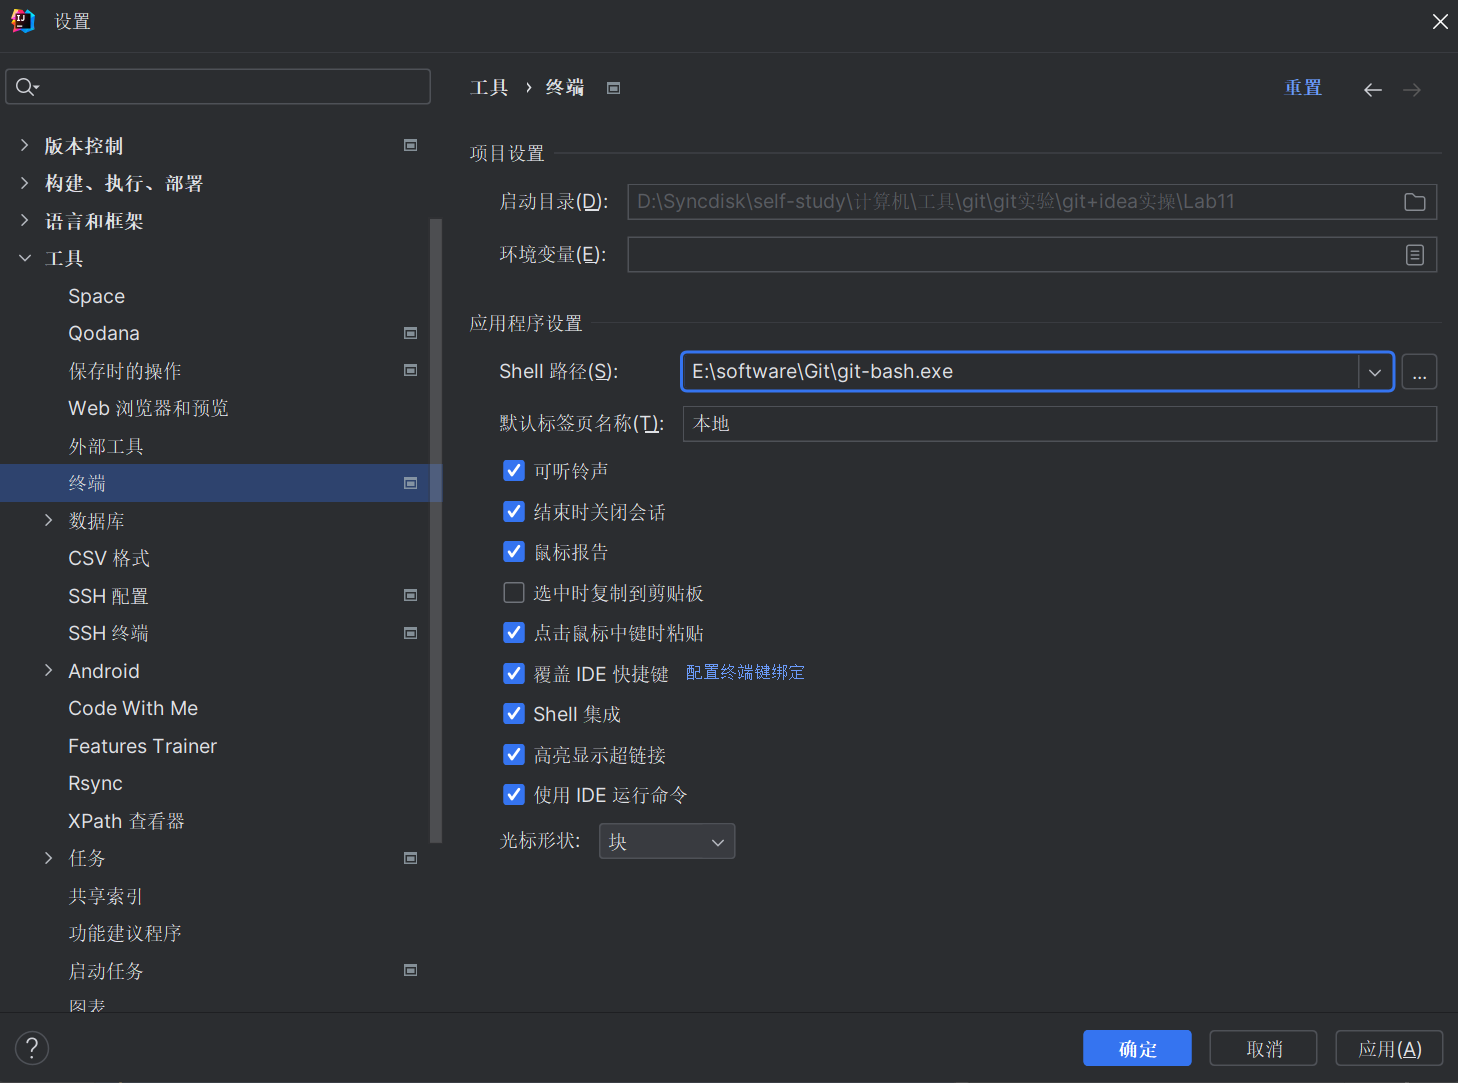 设置
工具 › 终端
重置
版本控制
构建、执行、部署
语言和框架
工具
Space
Qodana
保存时的操作
Web 浏览器和预览
外部工具
终端
数据库
CSV 格式
SSH 配置
SSH 终端
Android
Code With Me
Features Trainer
Rsync
XPath 查看器
任务
共享索引
功能建议程序
启动任务
图表
项目设置
启动目录(D): D:\Syncdisk\self-study\计算机\工具\git\git实验\git+idea实操\Lab11
环境变量(E):
应用程序设置
Shell 路径(S): E:\software\Git\git-bash.exe ...
默认标签页名称(T): 本地
可听铃声
结束时关闭会话
鼠标报告
选中时复制到剪贴板
点击鼠标中键时粘贴
覆盖 IDE 快捷键 配置终端键绑定
Shell 集成
高亮显示超链接
使用 IDE 运行命令
光标形状: 块
?
确定 取消 应用(A)